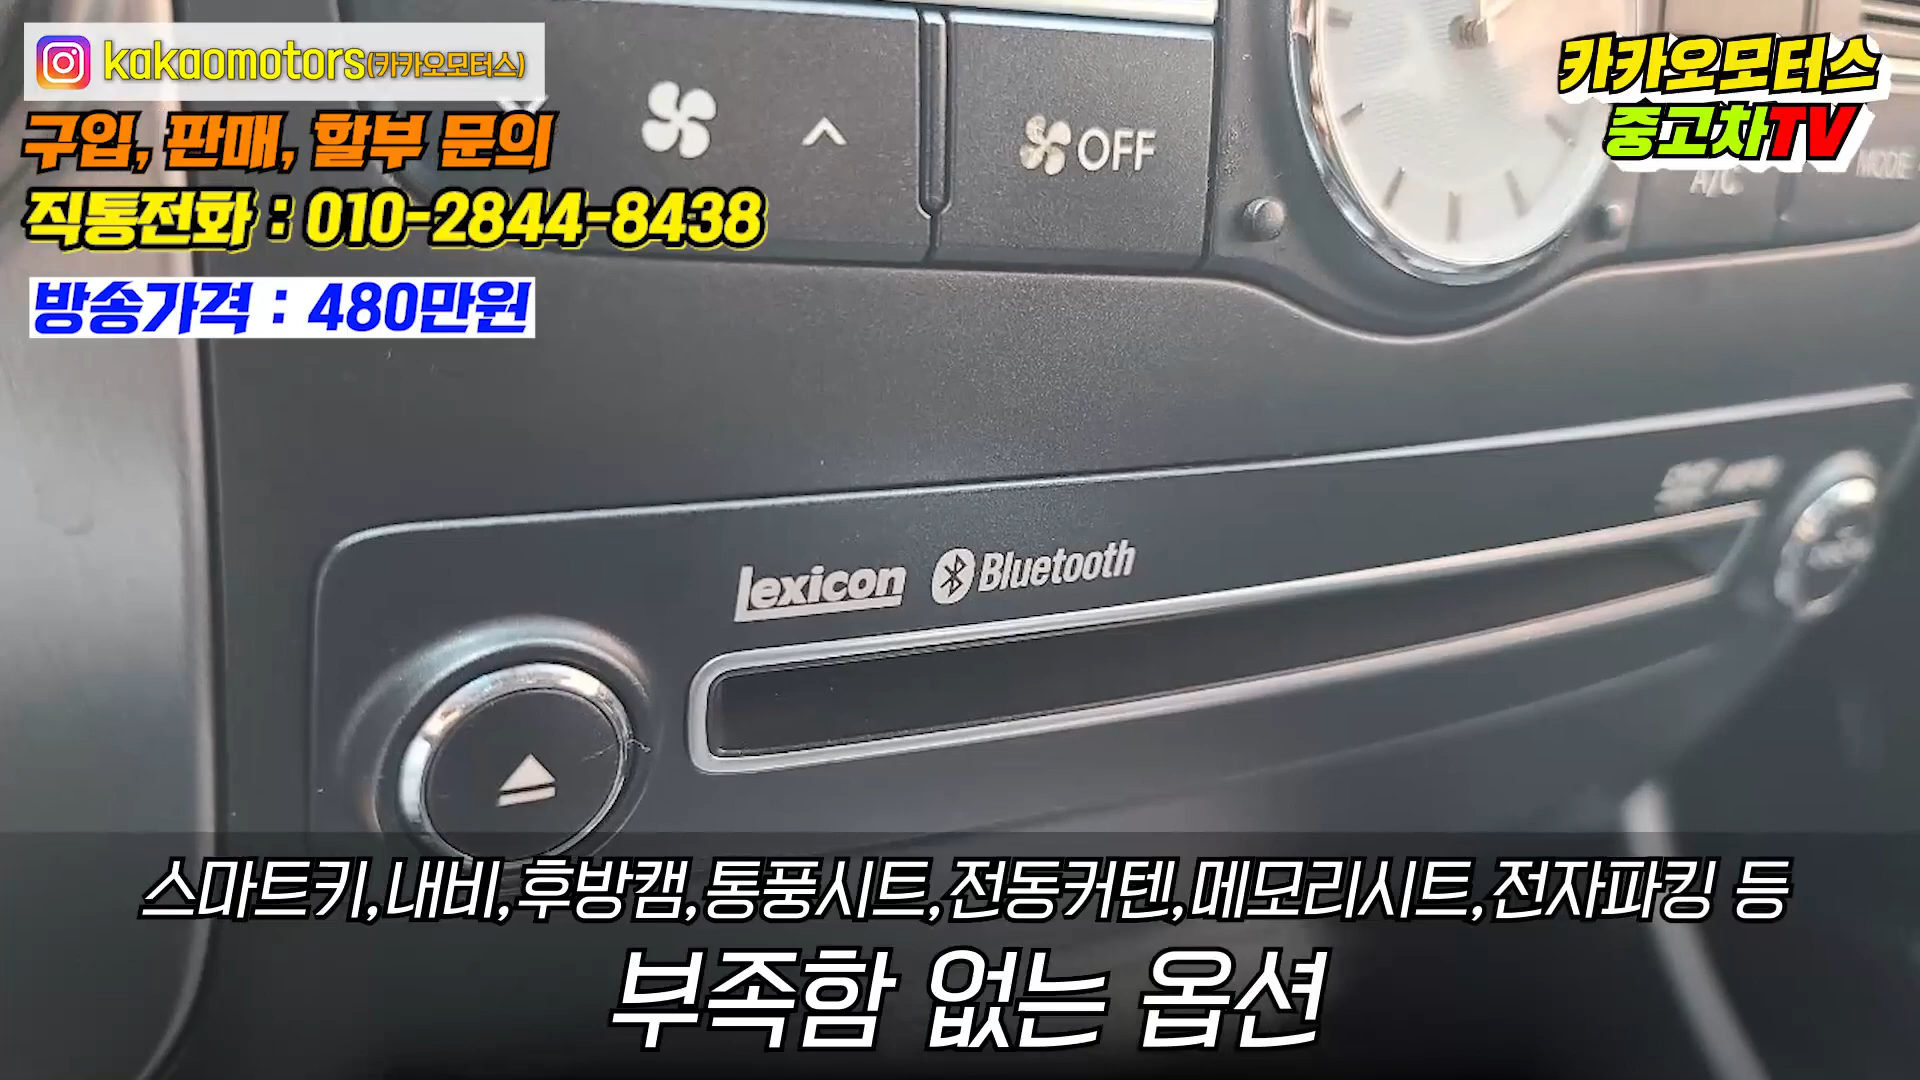 kakaomotors(카카오모터스)
구입, 판매, 할부 문의
직통전화 : 010-2844-8438
방송가격 : 480만원
카카오모터스
중고차TV
OFF
A/C
MODE
Lexicon Bluetooth
스마트키,내비,후방캠,통풍시트,전동커텐,메모리시트,전자파킹 등
부족함 없는 옵션